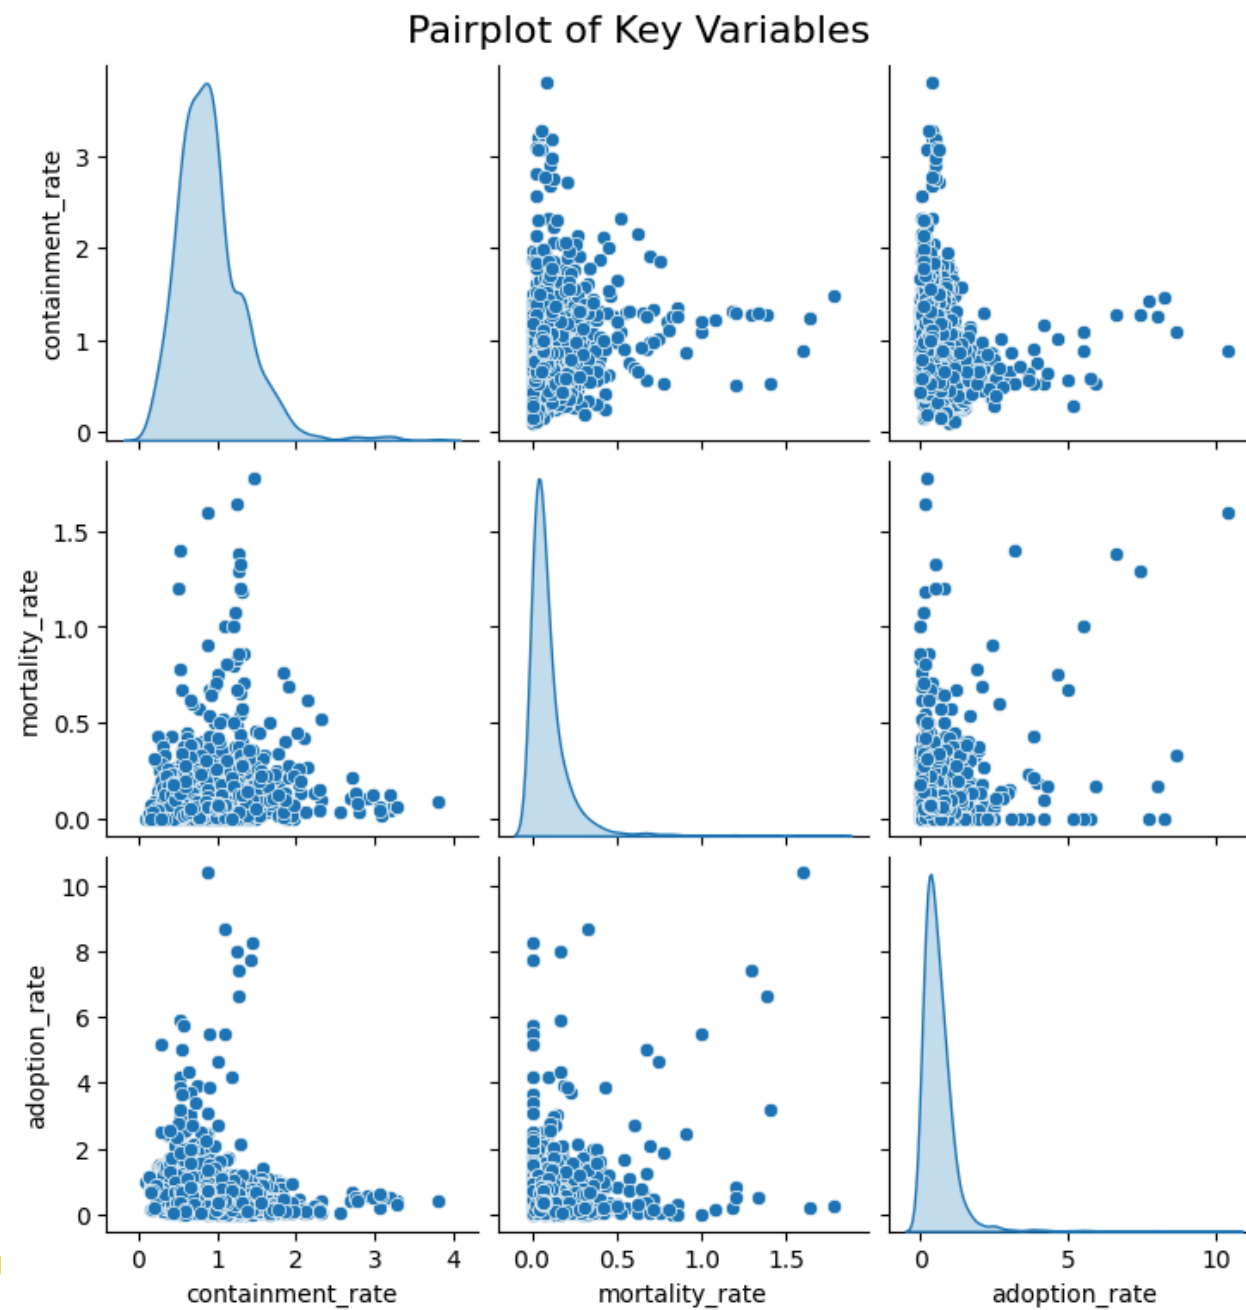 Pairplot of Key Variables
containment_rate
3
2
1
0
mortality_rate
1.5
1.0
0.5
0.0
adoption_rate
10
8
6
4
2
0
0 1 2 3 4
0.0 0.5 1.0 1.5
0 5 10
containment_rate
mortality_rate
adoption_rate